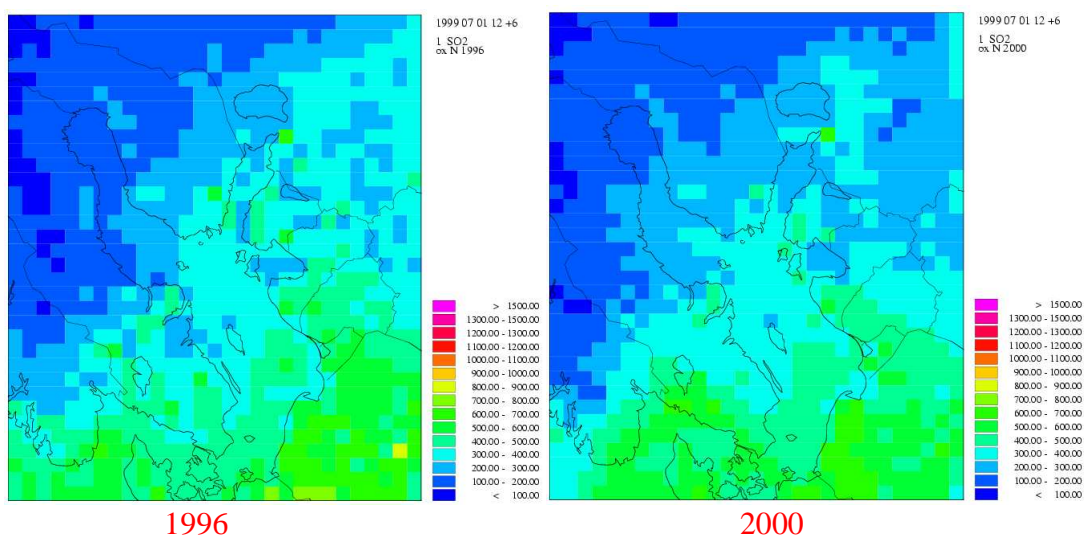 1999 07 01 12 +6
1 SO2
ox N 1996
> 1500.00
1300.00 - 1500.00
1200.00 - 1300.00
1100.00 - 1200.00
1000.00 - 1100.00
900.00 - 1000.00
800.00 - 900.00
700.00 - 800.00
600.00 - 700.00
500.00 - 600.00
400.00 - 500.00
300.00 - 400.00
200.00 - 300.00
100.00 - 200.00
< 100.00
1996
1999 07 01 12 +6
1 SO2
ox N 2000
> 1500.00
1300.00 - 1500.00
1200.00 - 1300.00
1100.00 - 1200.00
1000.00 - 1100.00
900.00 - 1000.00
800.00 - 900.00
700.00 - 800.00
600.00 - 700.00
500.00 - 600.00
400.00 - 500.00
300.00 - 400.00
200.00 - 300.00
100.00 - 200.00
< 100.00
2000